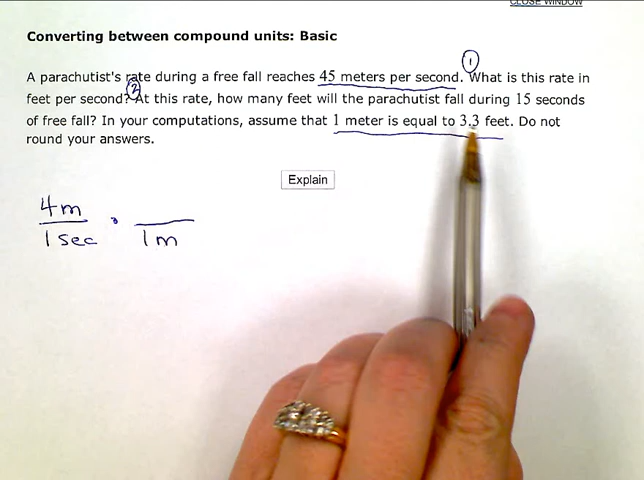 CLOSE WINDOW
Converting between compound units: Basic
①
A parachutist's rate during a free fall reaches 45 meters per second. What is this rate in
②
feet per second? At this rate, how many feet will the parachutist fall during 15 seconds
of free fall? In your computations, assume that 1 meter is equal to 3.3 feet. Do not
round your answers.
Explain
4m
1 sec · 1m